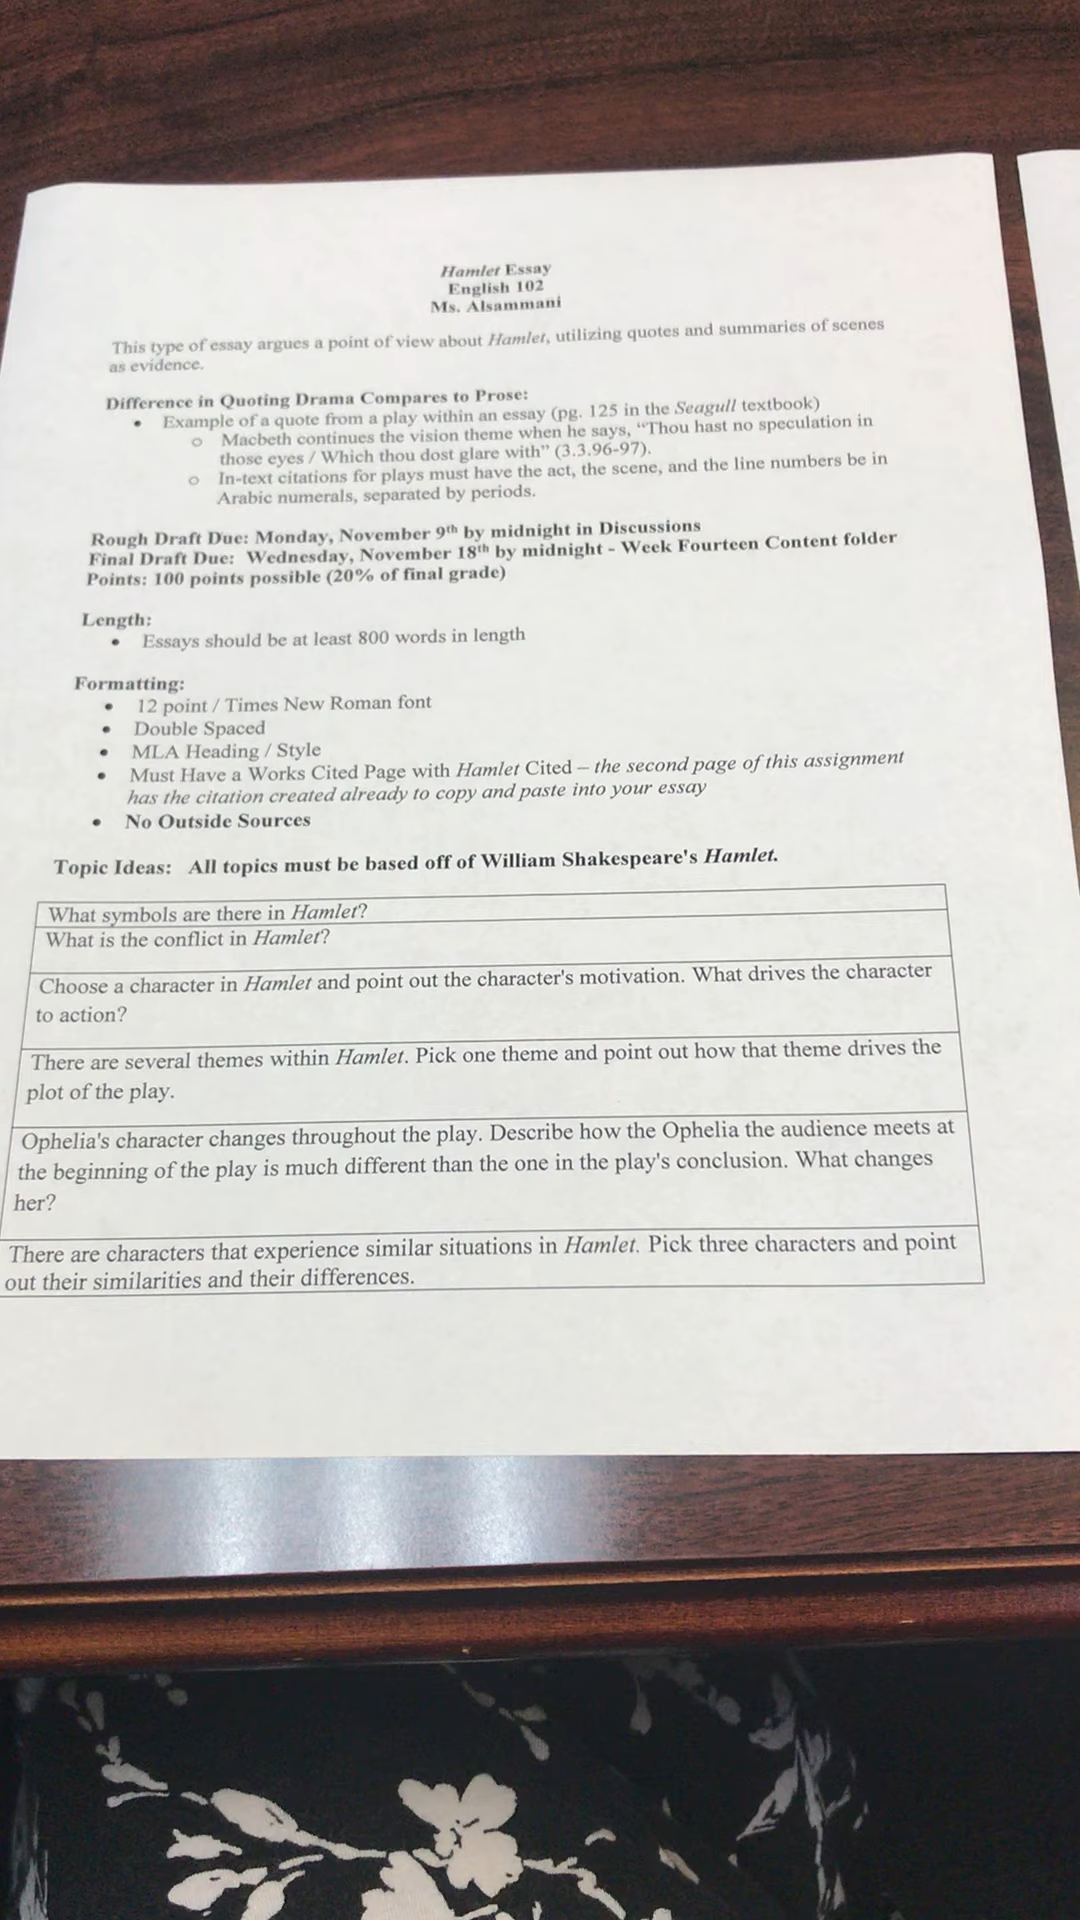 Hamlet Essay
English 102
Ms. Alsammani
This type of essay argues a point of view about Hamlet, utilizing quotes and summaries of scenes
as evidence.
Difference in Quoting Drama Compares to Prose:
• Example of a quote from a play within an essay (pg. 125 in the Seagull textbook)
o Macbeth continues the vision theme when he says, “Thou hast no speculation in
those eyes / Which thou dost glare with” (3.3.96-97).
o In-text citations for plays must have the act, the scene, and the line numbers be in
Arabic numerals, separated by periods.
Rough Draft Due: Monday, November 9th by midnight in Discussions
Final Draft Due: Wednesday, November 18th by midnight - Week Fourteen Content folder
Points: 100 points possible (20% of final grade)
Length:
• Essays should be at least 800 words in length
Formatting:
• 12 point / Times New Roman font
• Double Spaced
• MLA Heading / Style
• Must Have a Works Cited Page with Hamlet Cited – the second page of this assignment
has the citation created already to copy and paste into your essay
• No Outside Sources
Topic Ideas: All topics must be based off of William Shakespeare's Hamlet.
What symbols are there in Hamlet?
What is the conflict in Hamlet?
Choose a character in Hamlet and point out the character's motivation. What drives the character
to action?
There are several themes within Hamlet. Pick one theme and point out how that theme drives the
plot of the play.
Ophelia's character changes throughout the play. Describe how the Ophelia the audience meets at
the beginning of the play is much different than the one in the play's conclusion. What changes
her?
There are characters that experience similar situations in Hamlet. Pick three characters and point
out their similarities and their differences.